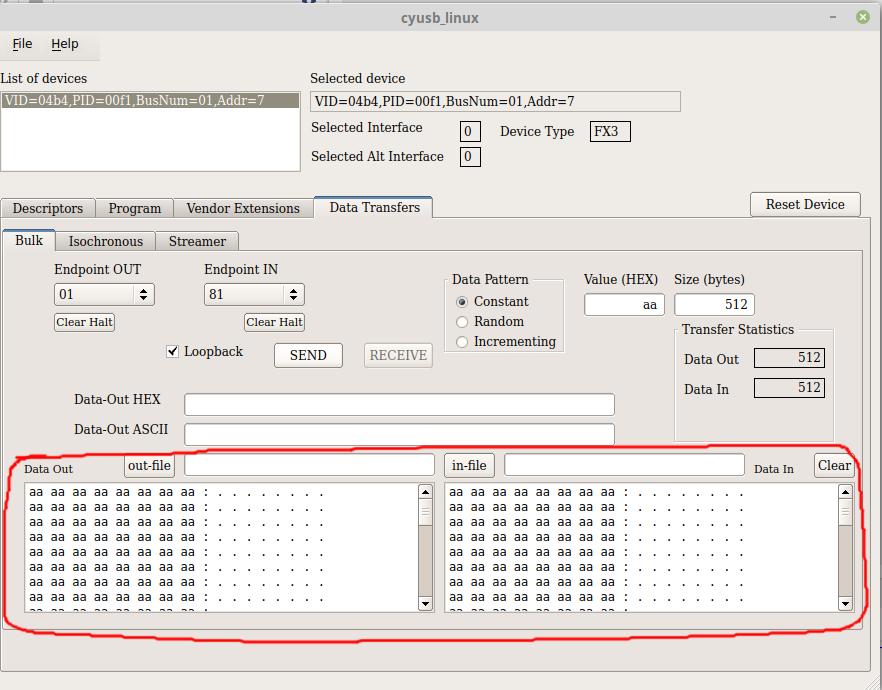 cyusb_linux
File Help
List of devices
Selected device
VID=04b4,PID=00f1,BusNum=01,Addr=7
VID=04b4,PID=00f1,BusNum=01,Addr=7
Selected Interface 0 Device Type FX3
Selected Alt Interface 0
Descriptors Program Vendor Extensions Data Transfers Reset Device
Bulk Isochronous Streamer
Endpoint OUT Endpoint IN Data Pattern Value (HEX) Size (bytes)
01 81 Constant aa 512
Clear Halt Clear Halt Random
Incrementing
Transfer Statistics
Loopback SEND RECEIVE
Data Out 512
Data In 512
Data-Out HEX
Data-Out ASCII
Data Out out-file in-file Data In Clear
aa aa aa aa aa aa aa aa : . . . . . . . . aa aa aa aa aa aa aa aa : . . . . . . . .
aa aa aa aa aa aa aa aa : . . . . . . . . aa aa aa aa aa aa aa aa : . . . . . . . .
aa aa aa aa aa aa aa aa : . . . . . . . . aa aa aa aa aa aa aa aa : . . . . . . . .
aa aa aa aa aa aa aa aa : . . . . . . . . aa aa aa aa aa aa aa aa : . . . . . . . .
aa aa aa aa aa aa aa aa : . . . . . . . . aa aa aa aa aa aa aa aa : . . . . . . . .
aa aa aa aa aa aa aa aa : . . . . . . . . aa aa aa aa aa aa aa aa : . . . . . . . .
aa aa aa aa aa aa aa aa : . . . . . . . . aa aa aa aa aa aa aa aa : . . . . . . . .
aa aa aa aa aa aa aa aa : . . . . . . . . aa aa aa aa aa aa aa aa : . . . . . . . .